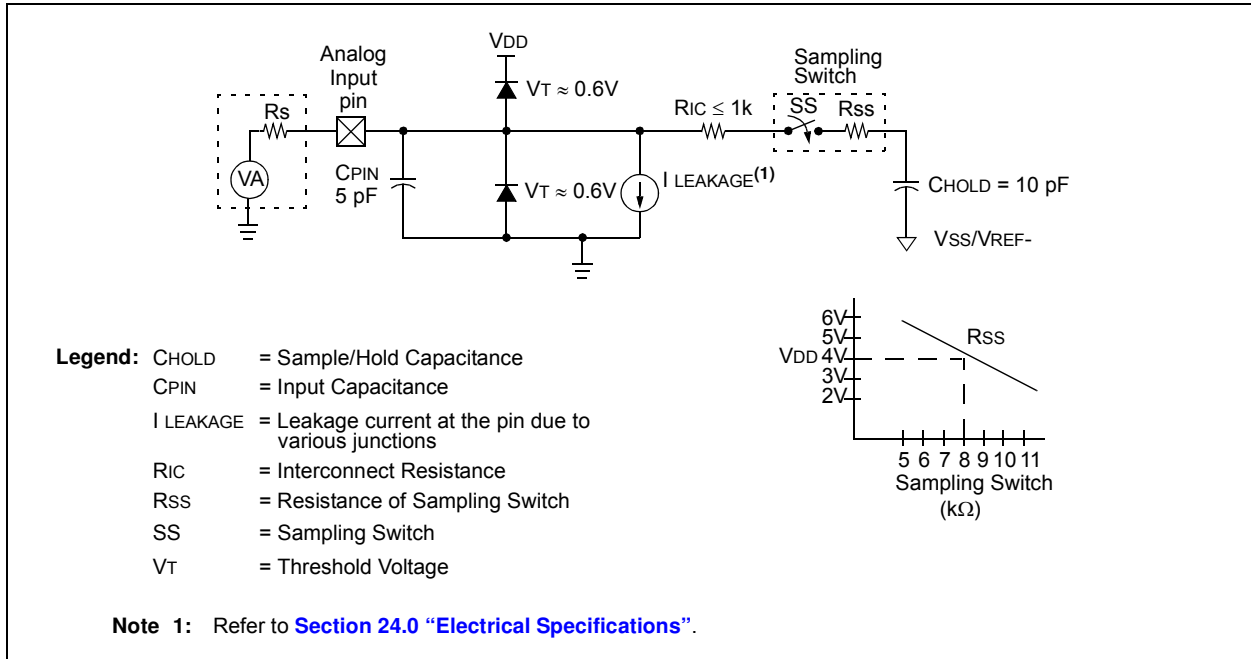 VDD
Analog
Input
pin
Sampling
Switch
Rs
VT ≈ 0.6V
RIC ≤ 1k
SS
Rss
VA
CPIN
5 pF
VT ≈ 0.6V
I LEAKAGE(1)
CHOLD = 10 pF
VSS/VREF-
6V
5V
VDD 4V
3V
2V
RSS
5 6 7 8 9 10 11
Sampling Switch
(kΩ)
Legend: CHOLD = Sample/Hold Capacitance
CPIN = Input Capacitance
I LEAKAGE = Leakage current at the pin due to
various junctions
RIC = Interconnect Resistance
RSS = Resistance of Sampling Switch
SS = Sampling Switch
VT = Threshold Voltage
Note 1: Refer to Section 24.0 “Electrical Specifications”.